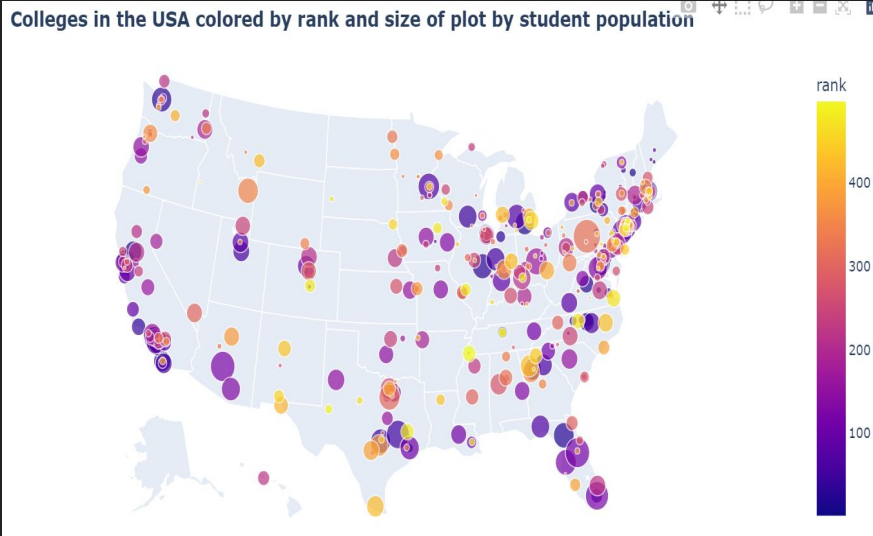 Colleges in the USA colored by rank and size of plot by student population
rank
400
300
200
100